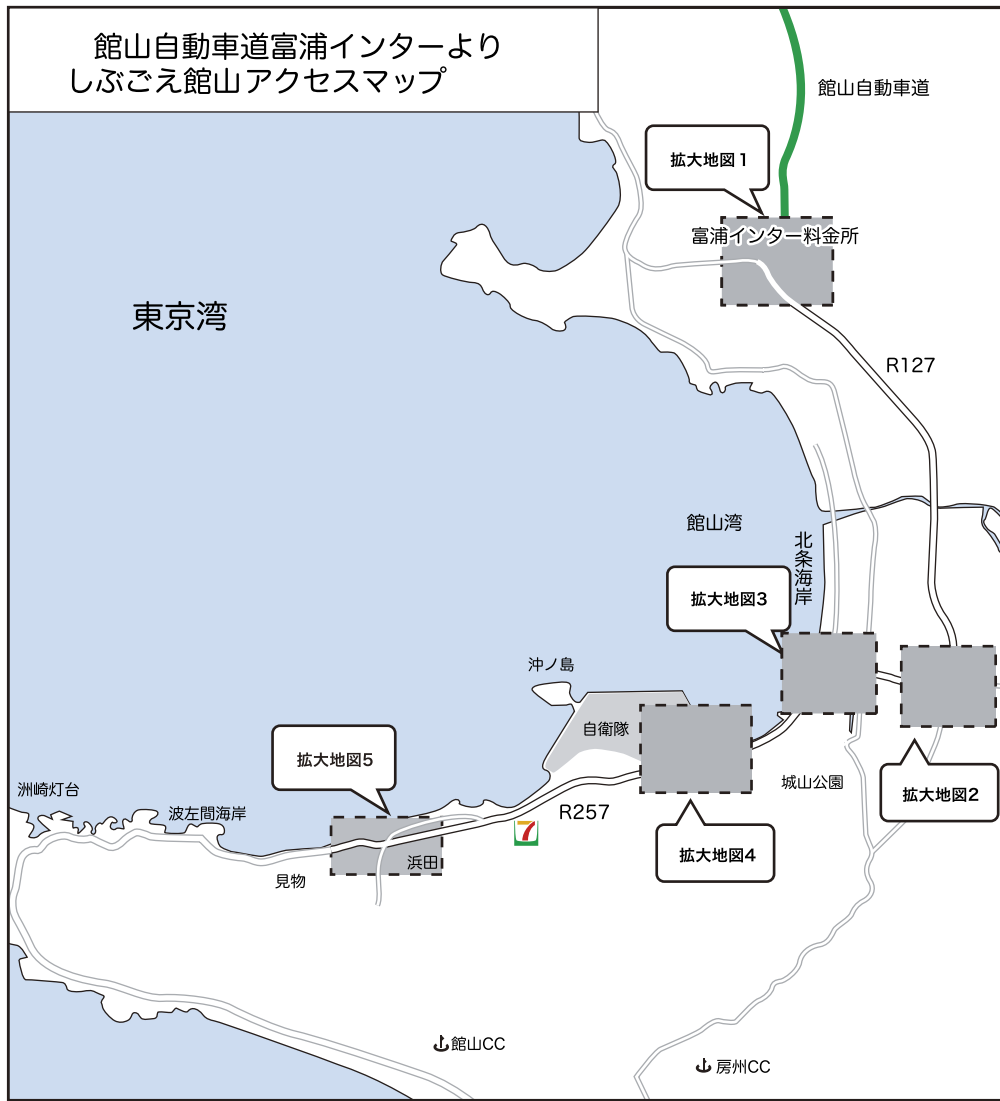 館山自動車道富浦インターより
しぶごえ館山アクセスマップ
館山自動車道
拡大地図1
富浦インター料金所
東京湾
R127
館山湾
北条海岸
拡大地図3
沖ノ島
自衛隊
拡大地図5
城山公園
洲崎灯台
拡大地図2
波左間海岸
R257
7
拡大地図4
浜田
見物
館山CC
房州CC